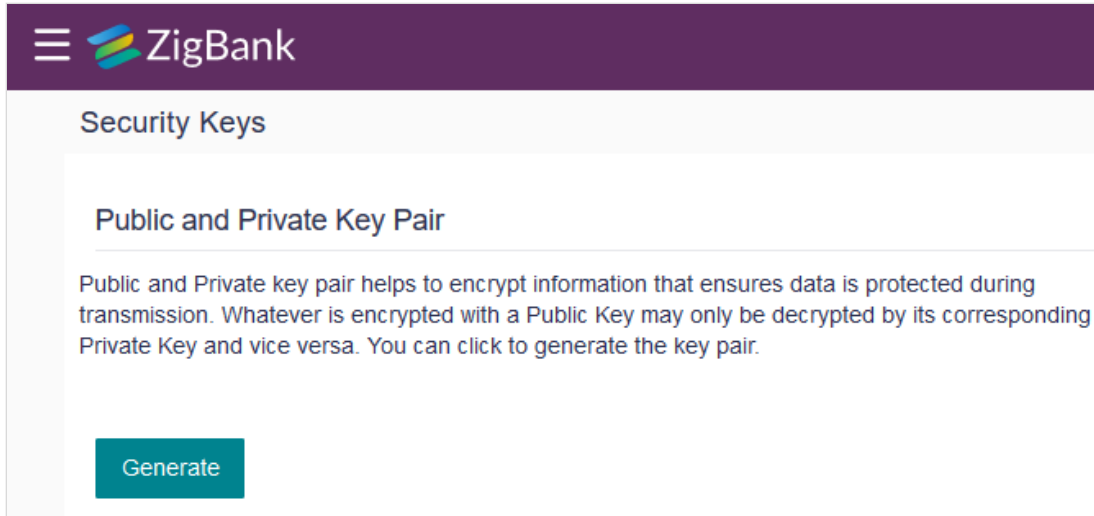 ZigBank
Security Keys
Public and Private Key Pair
Public and Private key pair helps to encrypt information that ensures data is protected during
transmission. Whatever is encrypted with a Public Key may only be decrypted by its corresponding
Private Key and vice versa. You can click to generate the key pair.
Generate